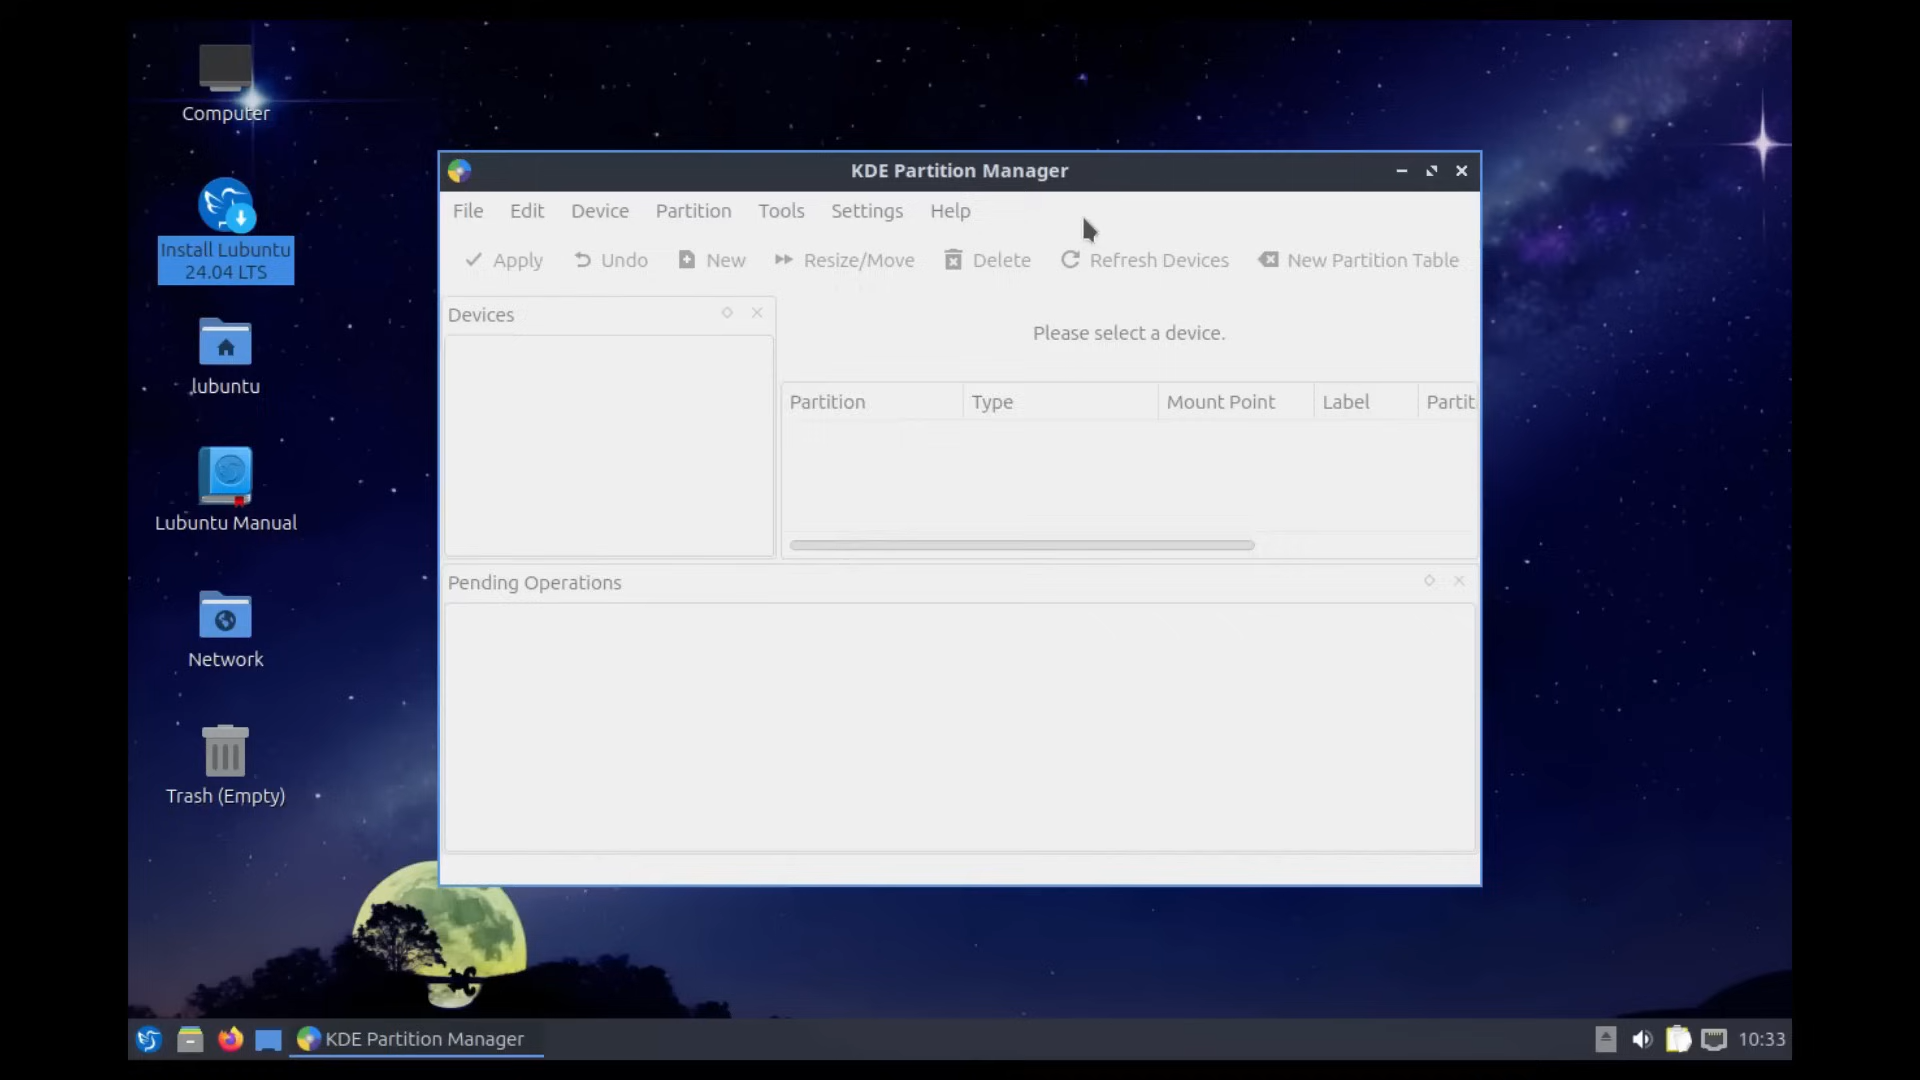 Computer
Install Lubuntu
24.04 LTS
lubuntu
Lubuntu Manual
Network
Trash (Empty)
KDE Partition Manager
File Edit Device Partition Tools Settings Help
Apply Undo New Resize/Move Delete Refresh Devices New Partition Table
Devices
Please select a device.
Partition Type Mount Point Label Partit
Pending Operations
KDE Partition Manager
10:33